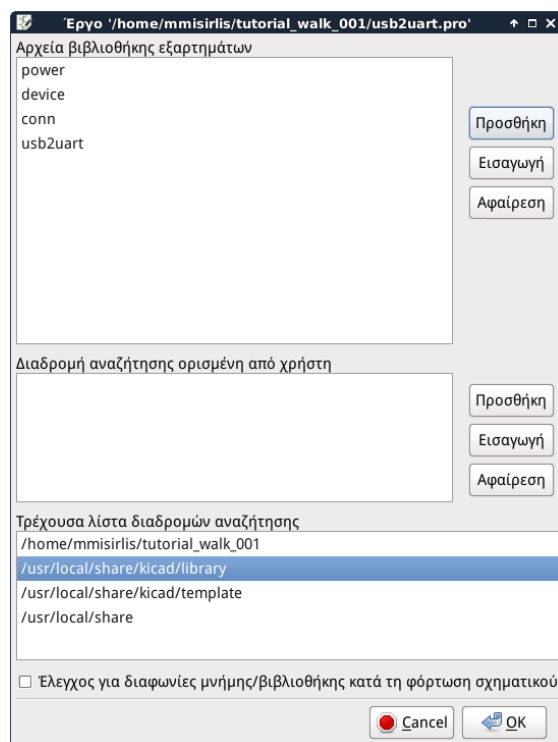 Έργο '/home/mmisirlis/tutorial_walk_001/usb2uart.pro'
Αρχεία βιβλιοθήκης εξαρτημάτων
power
device
conn
usb2uart
Προσθήκη
Εισαγωγή
Αφαίρεση
Διαδρομή αναζήτησης ορισμένη από χρήστη
Προσθήκη
Εισαγωγή
Αφαίρεση
Τρέχουσα λίστα διαδρομών αναζήτησης
/home/mmisirlis/tutorial_walk_001
/usr/local/share/kicad/library
/usr/local/share/kicad/template
/usr/local/share
Έλεγχος για διαφωνίες μνήμης/βιβλιοθήκης κατά τη φόρτωση σχηματικού
Cancel OK